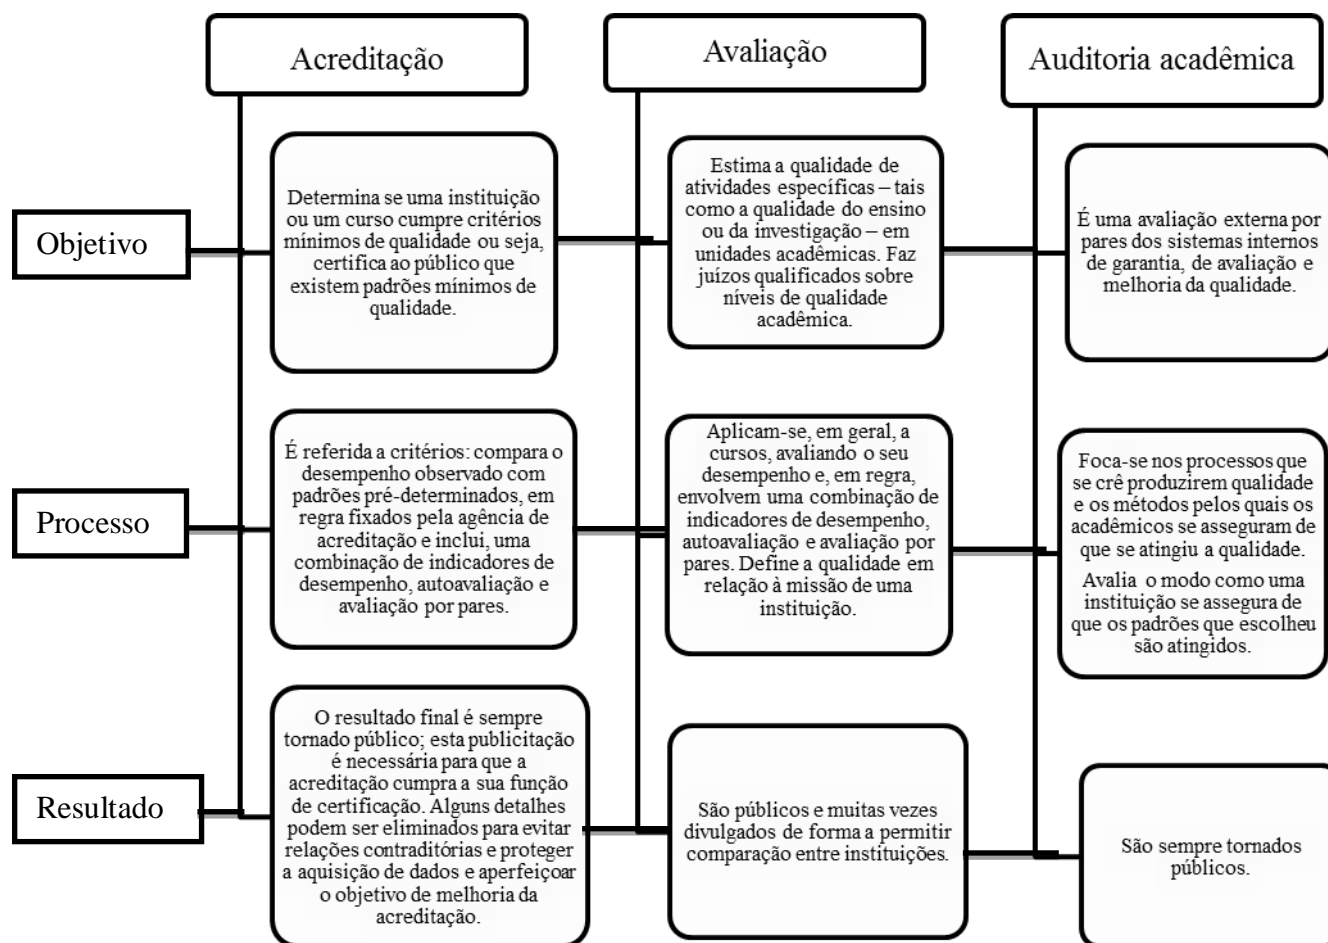 Acreditação
Avaliação
Auditoria acadêmica
Objetivo
Determina se uma instituição
ou um curso cumpre critérios
mínimos de qualidade ou seja,
certifica ao público que
existem padrões mínimos de
qualidade.
Estima a qualidade de
atividades específicas – tais
como a qualidade do ensino
ou da investigação – em
unidades acadêmicas. Faz
juízos qualificados sobre
níveis de qualidade
acadêmica.
É uma avaliação externa por
pares dos sistemas internos
de garantia, de avaliação e
melhoria da qualidade.
Processo
É referida a critérios: compara o
desempenho observado com
padrões pré-determinados, em
regra fixados pela agência de
acreditação e inclui, uma
combinação de indicadores de
desempenho, autoavaliação e
avaliação por pares.
Aplicam-se, em geral, a
cursos, avaliando o seu
desempenho e, em regra,
envolvem uma combinação de
indicadores de desempenho,
autoavaliação e avaliação por
pares. Define a qualidade em
relação à missão de uma
instituição.
Foca-se nos processos que
se crê produzirem qualidade
e os métodos pelos quais os
acadêmicos se asseguram de
que se atingiu a qualidade.
Avalia o modo como uma
instituição se assegura de
que os padrões que escolheu
são atingidos.
Resultado
O resultado final é sempre
tornado público; esta publicitação
é necessária para que a
acreditação cumpra a sua função
de certificação. Alguns detalhes
podem ser eliminados para evitar
relações contraditórias e proteger
a aquisição de dados e aperfeiçoar
o objetivo de melhoria da
acreditação.
São públicos e muitas vezes
divulgados de forma a permitir
comparação entre instituições.
São sempre tornados
públicos.